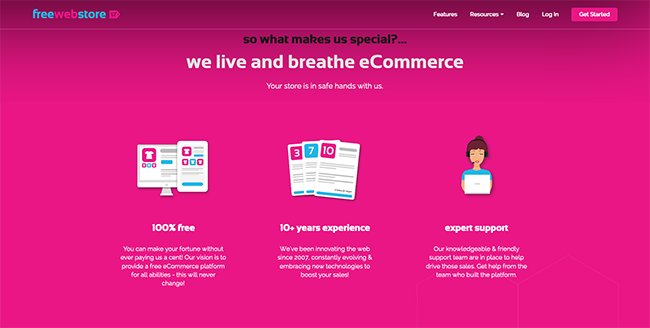 freewebstore
Features Resources Blog Log In Get Started
so what makes us special?...
we live and breathe eCommerce
Your store is in safe hands with us.
3 7 10
100% free
You can make your fortune without
ever paying us a cent! Our vision is to
provide a free eCommerce platform
for all abilities - this will never
change!
10+ years experience
We've been innovating the web
since 2007, constantly evolving &
embracing new technologies to
boost your sales!
expert support
Our knowledgeable & friendly
support team are in place to help
drive those sales. Get help from the
team who built the platform.